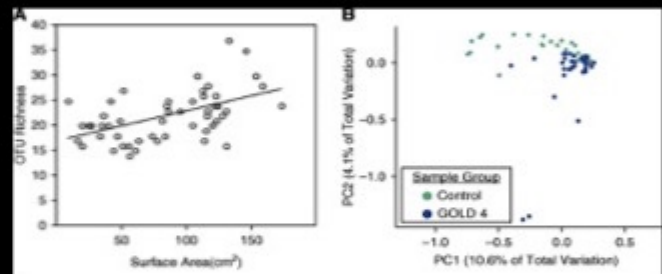 A
OTU Richness
40
35
30
25
20
15
10
5
0
50
100
150
Surface Area(cm²)
B
PC2 (4.1% of Total Variation)
0.0
−0.5
−1.0
Sample Group
Control
GOLD 4
−1.0
−0.5
0.0
0.5
PC1 (10.6% of Total Variation)